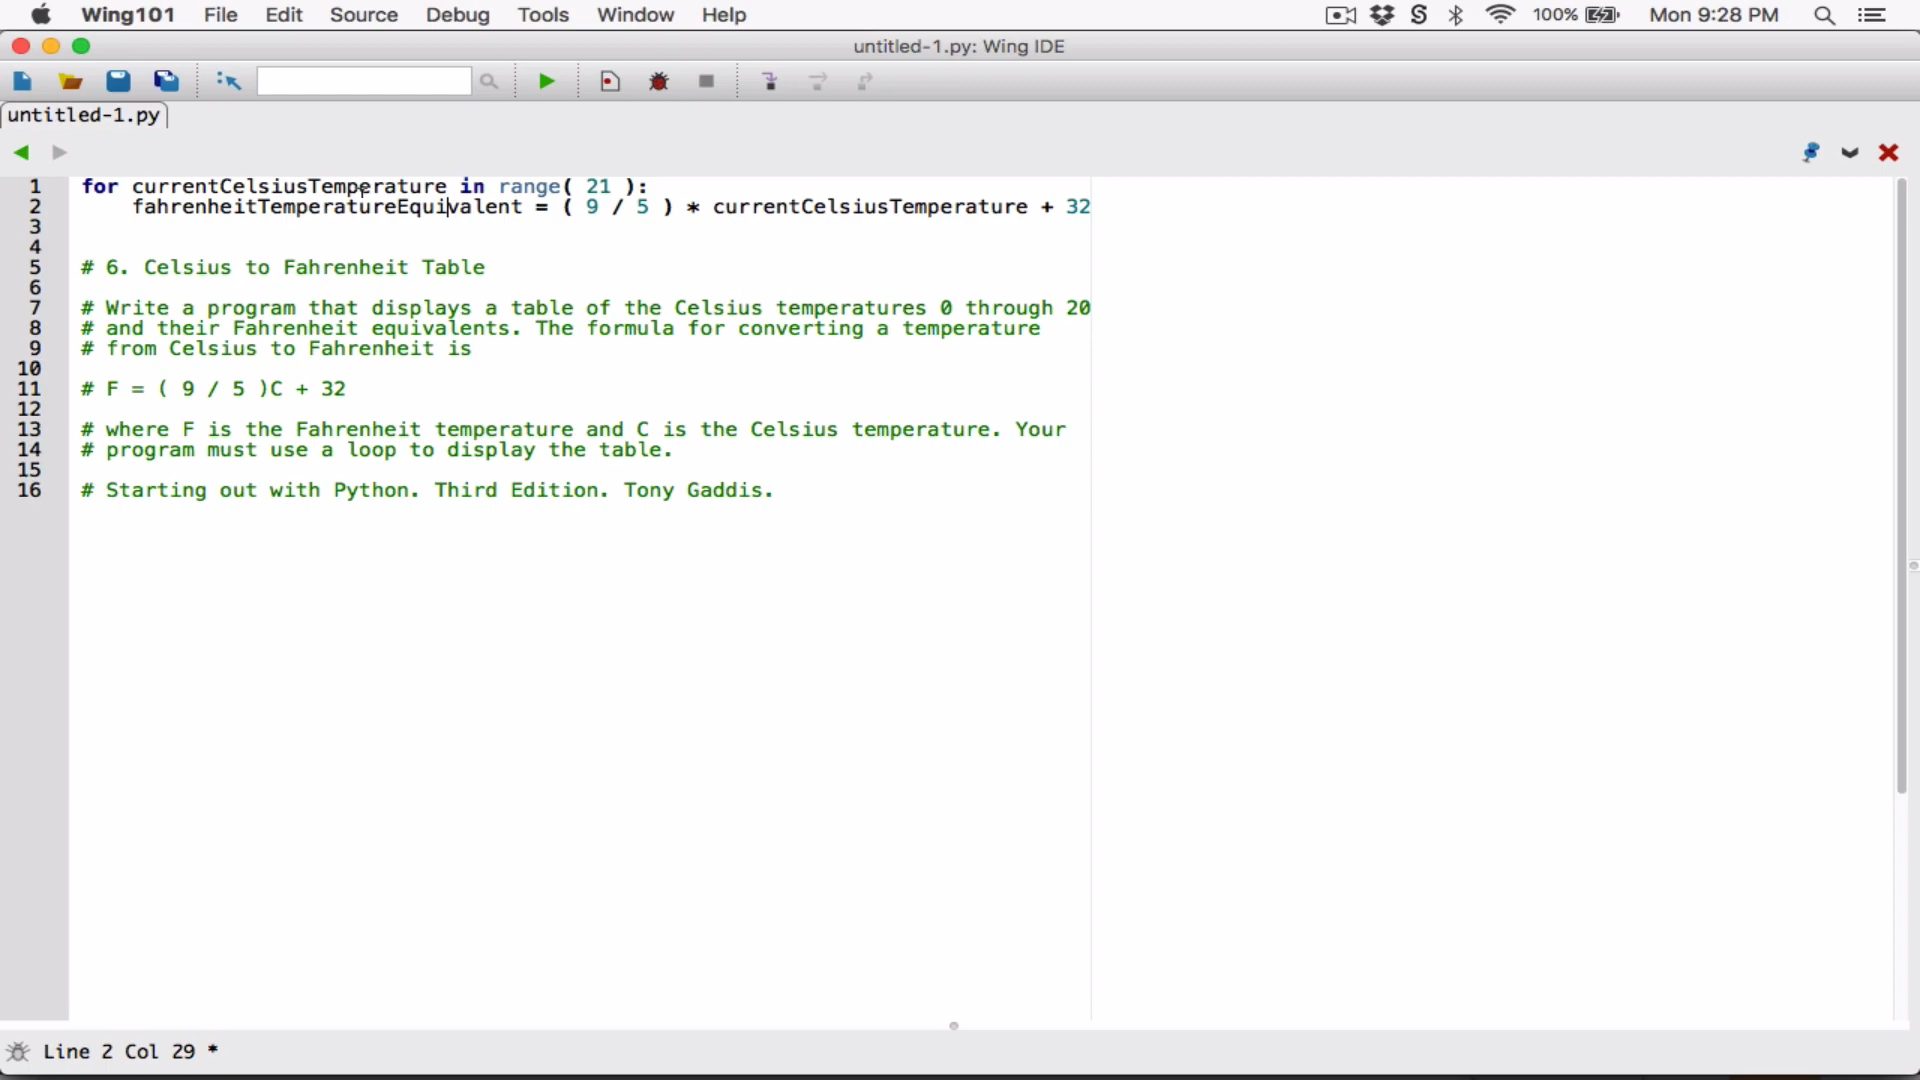 Wing101 File Edit Source Debug Tools Window Help 100% Mon 9:28 PM
untitled-1.py: Wing IDE
untitled-1.py
1 for currentCelsiusTemperature in range( 21 ):
2 fahrenheitTemperatureEquivalent = ( 9 / 5 ) * currentCelsiusTemperature + 32
3
4
5 # 6. Celsius to Fahrenheit Table
6
7 # Write a program that displays a table of the Celsius temperatures 0 through 20
8 # and their Fahrenheit equivalents. The formula for converting a temperature
9 # from Celsius to Fahrenheit is
10
11 # F = ( 9 / 5 )C + 32
12
13 # where F is the Fahrenheit temperature and C is the Celsius temperature. Your
14 # program must use a loop to display the table.
15
16 # Starting out with Python. Third Edition. Tony Gaddis.
Line 2 Col 29 *